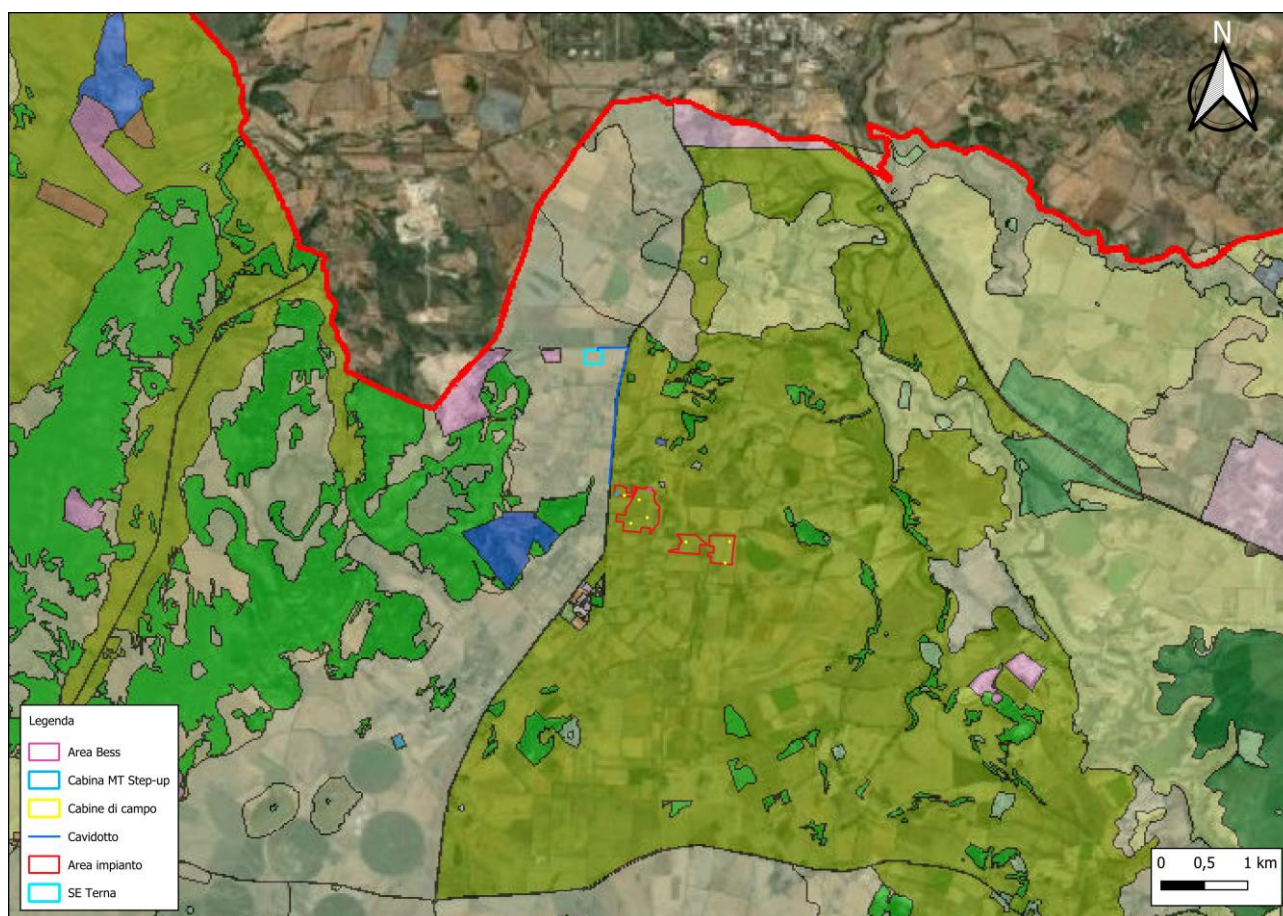 N
Legenda
Area Bess
Cabina MT Step-up
Cabine di campo
Cavidotto
Area impianto
SE Terna
0 0,5 1 km